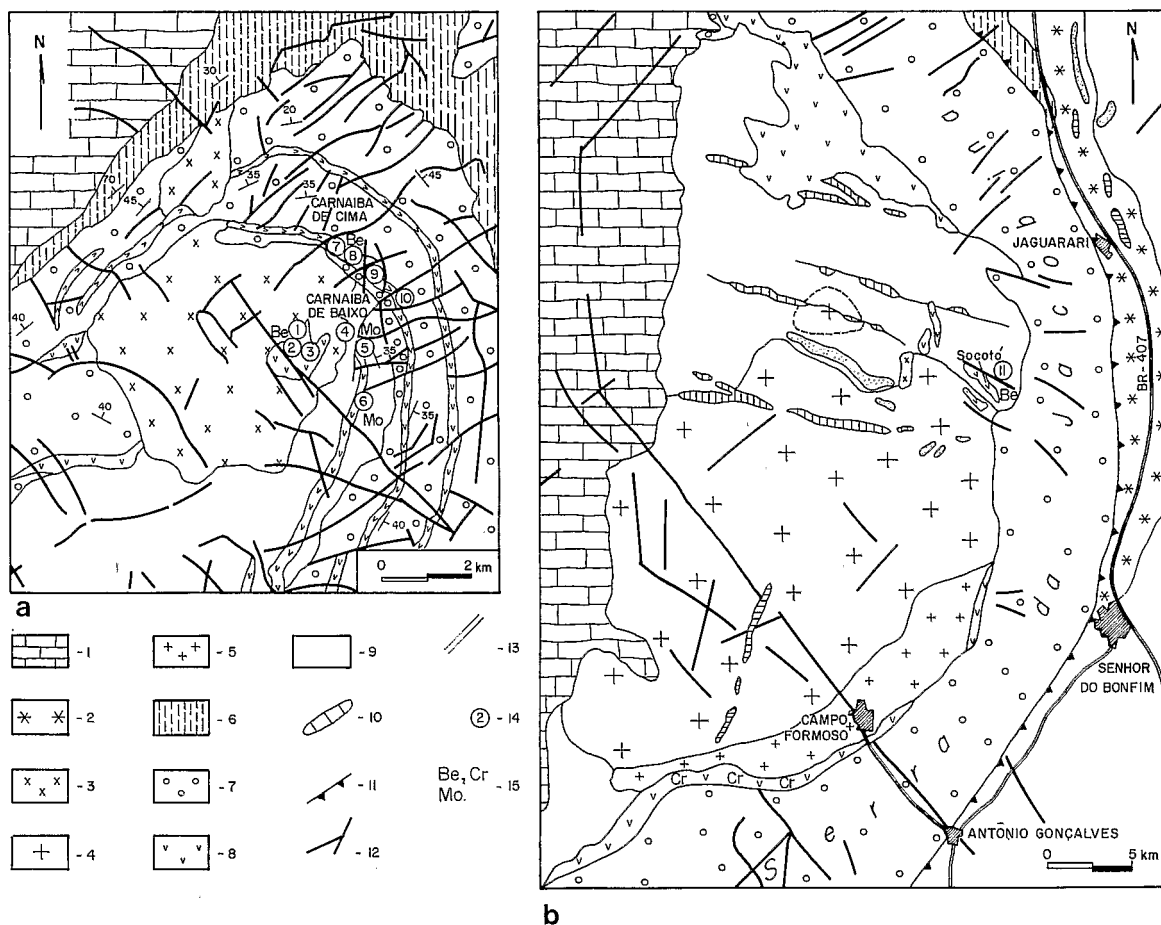 N
30
20
70
45
35
35
45
CARNAIBA
DE CIMA
7
Be
8
9
CARNAIBA
DE BAIXO
10
40
Be
1
4
Mo
2
3
5
35
6
Mo
40
35
40
0 2 km
a
- 1
- 2
- 3
- 4
- 5
- 6
- 7
- 8
- 9
- 10
- 11
- 12
- 13
2 - 14
Be, Cr
Mo. - 15
N
JAGUARARI
BR-407
Socotó
11
Be
Serra da Jacobina
SENHOR
DO BONFIM
CAMPO
FORMOSO
Cr Cr Cr
ANTÔNIO GONÇALVES
0 5 km
b